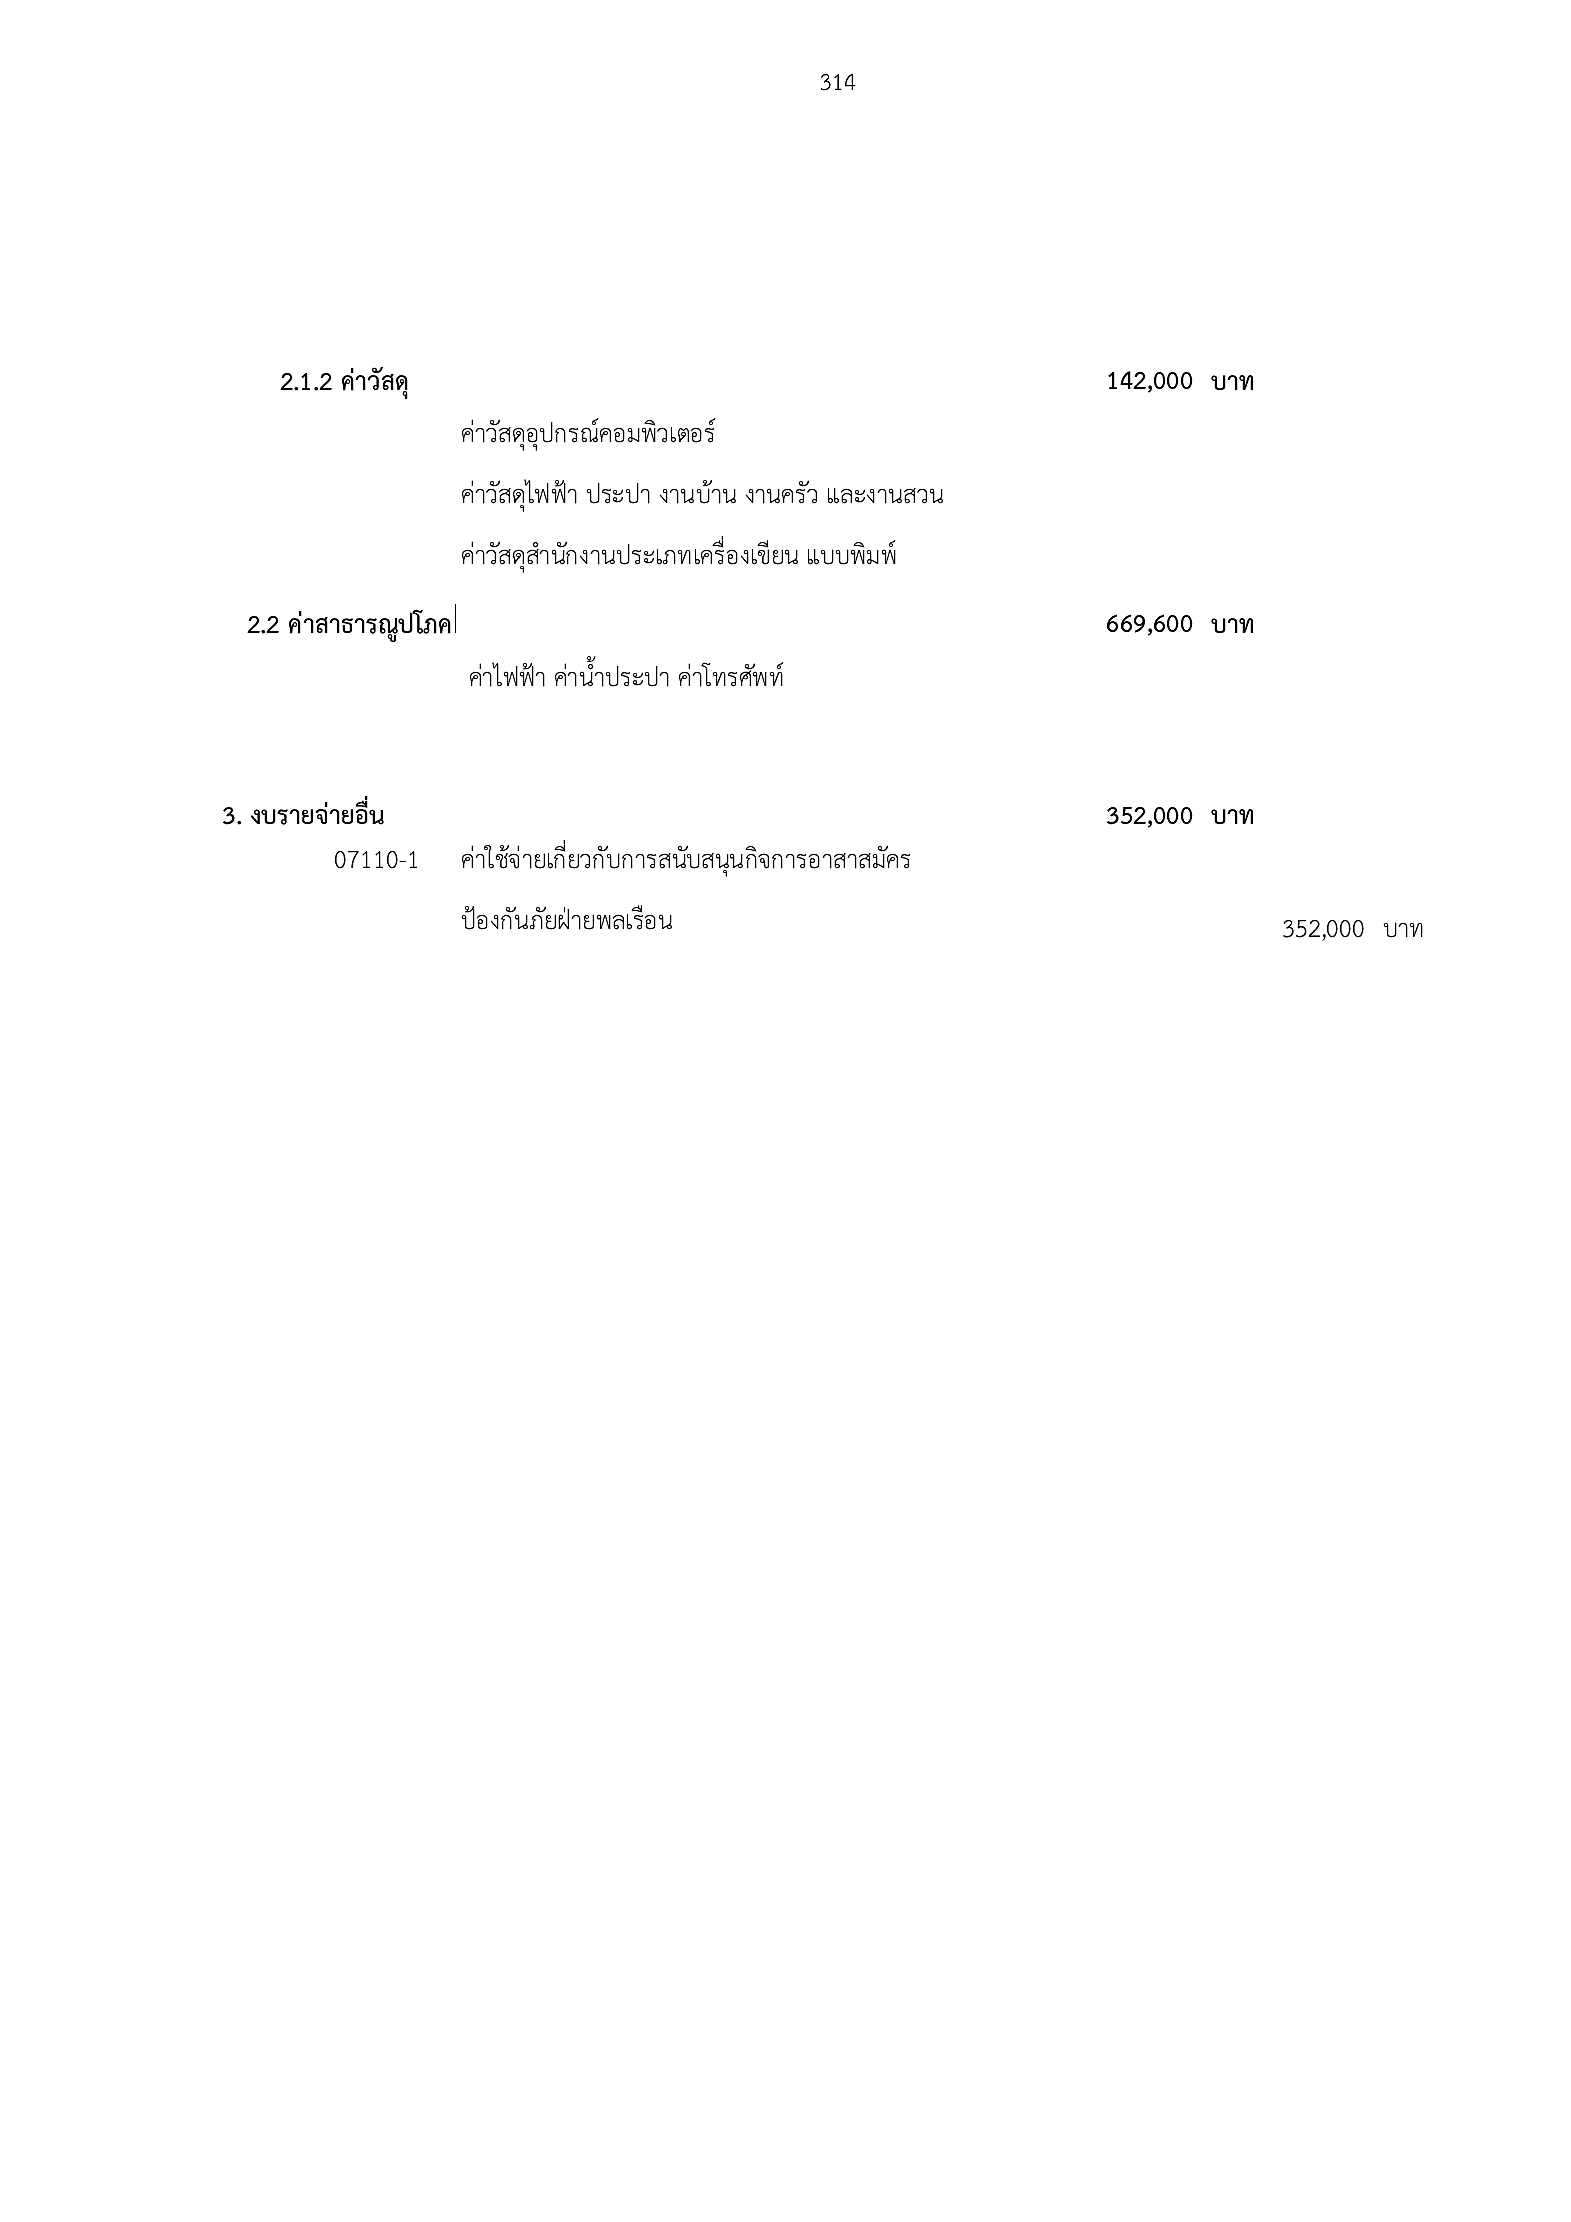 314
2.1.2 ค่าวัสดุ 142,000 บาท
ค่าวัสดุอุปกรณ์คอมพิวเตอร์
ค่าวัสดุไฟฟ้า ประปา งานบ้าน งานครัว และงานสวน
ค่าวัสดุสำนักงานประเภทเครื่องเขียน แบบพิมพ์
2.2 ค่าสาธารณูปโภค 669,600 บาท
ค่าไฟฟ้า ค่าน้ำประปา ค่าโทรศัพท์
3. งบรายจ่ายอื่น 352,000 บาท
07110-1 ค่าใช้จ่ายเกี่ยวกับการสนับสนุนกิจการอาสาสมัคร
ป้องกันภัยฝ่ายพลเรือน 352,000 บาท